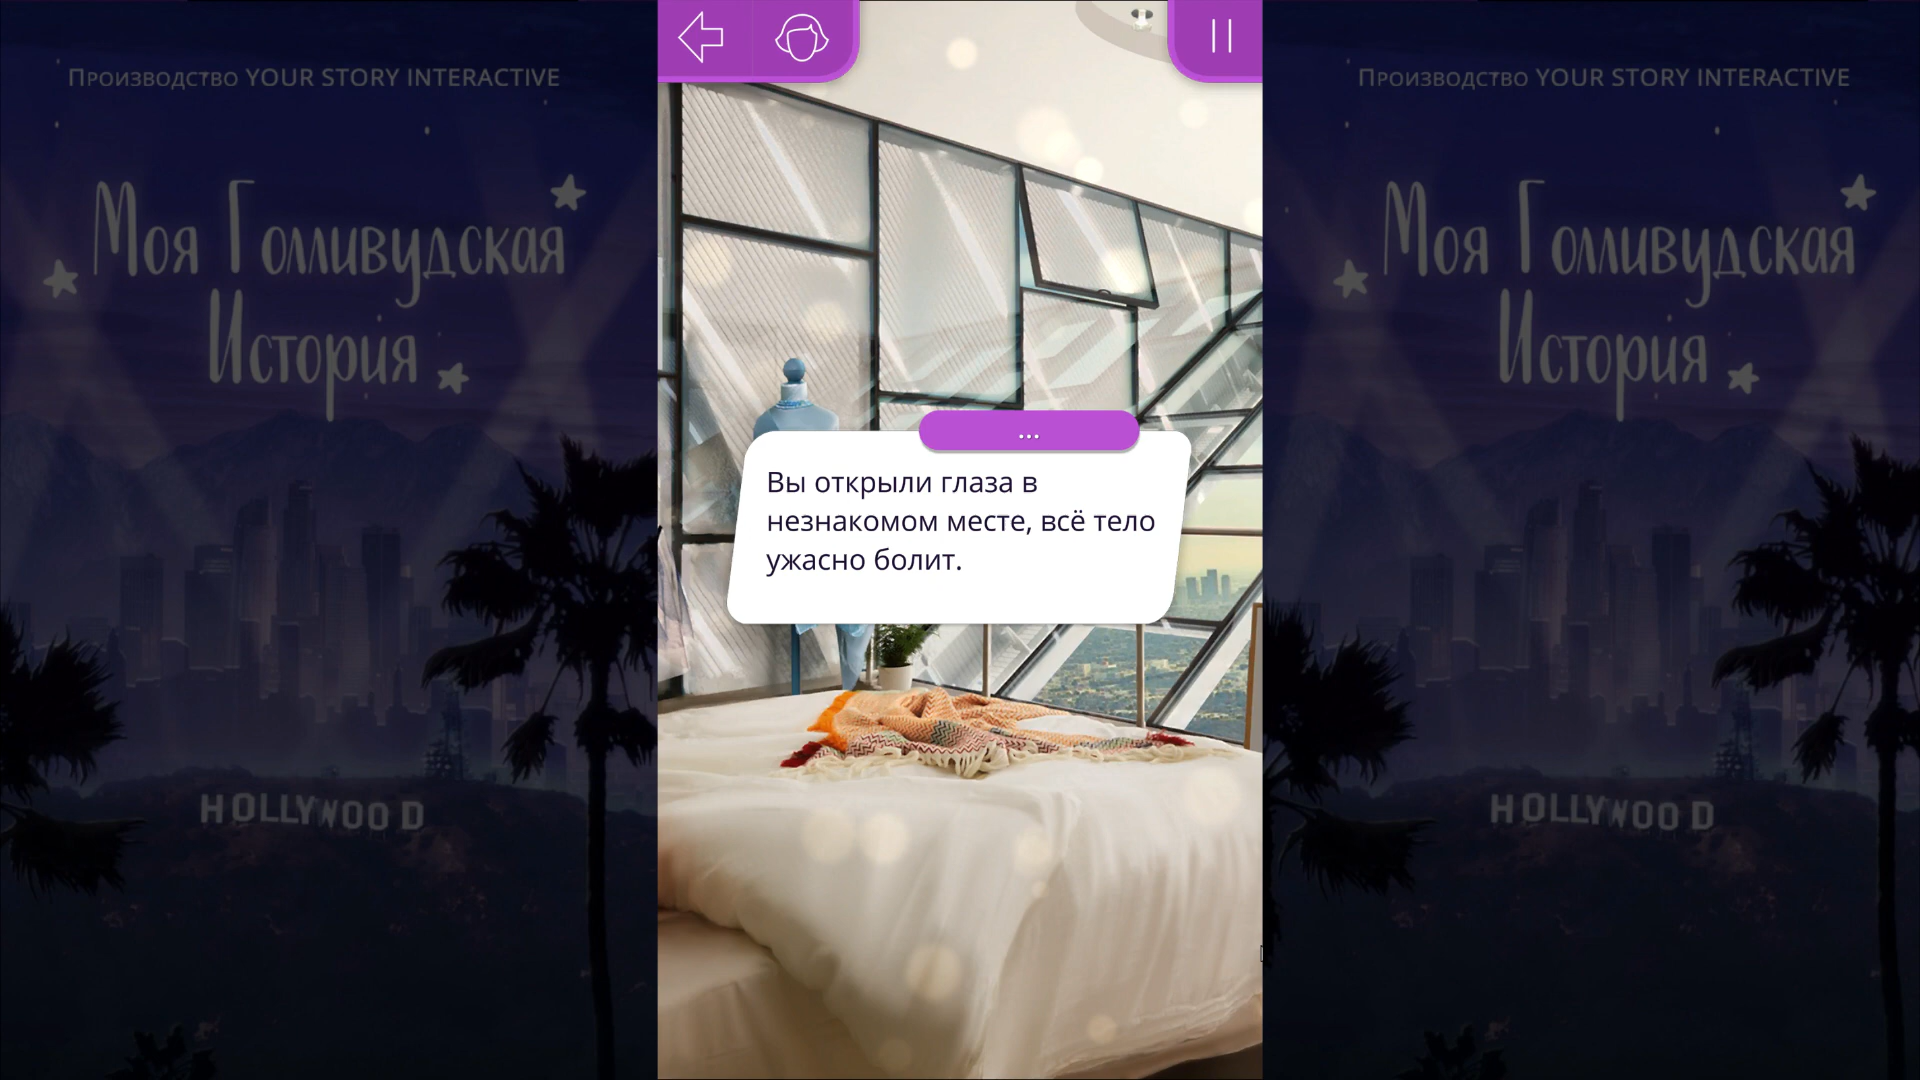 Производство YOUR STORY INTERACTIVE
Моя Голливудская
История
HOLLYWOOD
...
Вы открыли глаза в
незнакомом месте, всё тело
ужасно болит.
Производство YOUR STORY INTERACTIVE
Моя Голливудская
История
HOLLYWOOD